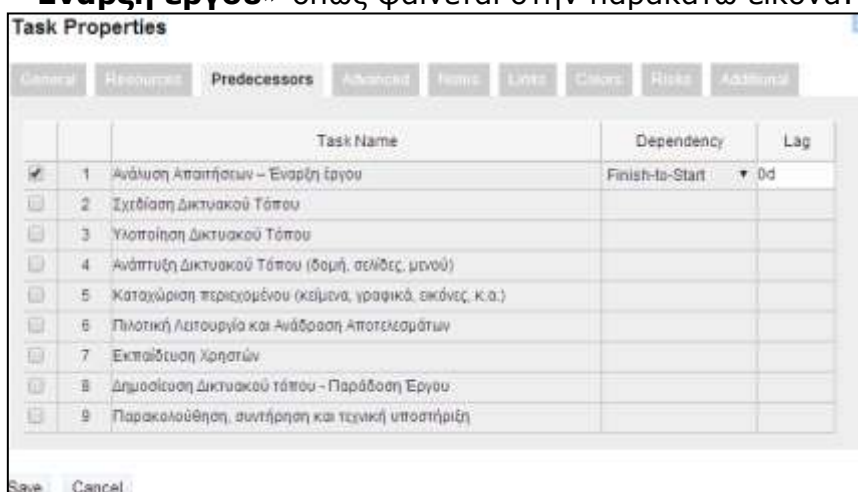 Έναρξη έργου» όπως φαίνεται στην παρακάτω εικόνα.
Task Properties
General Resources Predecessors Advanced Notes Links Colors Risks Additional
Task Name Dependency Lag
1 Ανάλυση Απαιτήσεων – Έναρξη έργου Finish-to-Start 0d
2 Σχεδίαση Δικτυακού Τόπου
3 Υλοποίηση Δικτυακού Τόπου
4 Ανάπτυξη Δικτυακού Τόπου (δομή, σελίδες, μενού)
5 Καταχώριση περιεχομένου (κείμενα, γραφικά, εικόνες, κ.α.)
6 Πιλοτική Λειτουργία και Ανάδραση Αποτελεσμάτων
7 Εκπαίδευση Χρηστών
8 Δημοσίευση Δικτυακού τόπου - Παράδοση Έργου
9 Παρακολούθηση, συντήρηση και τεχνική υποστήριξη
Save Cancel